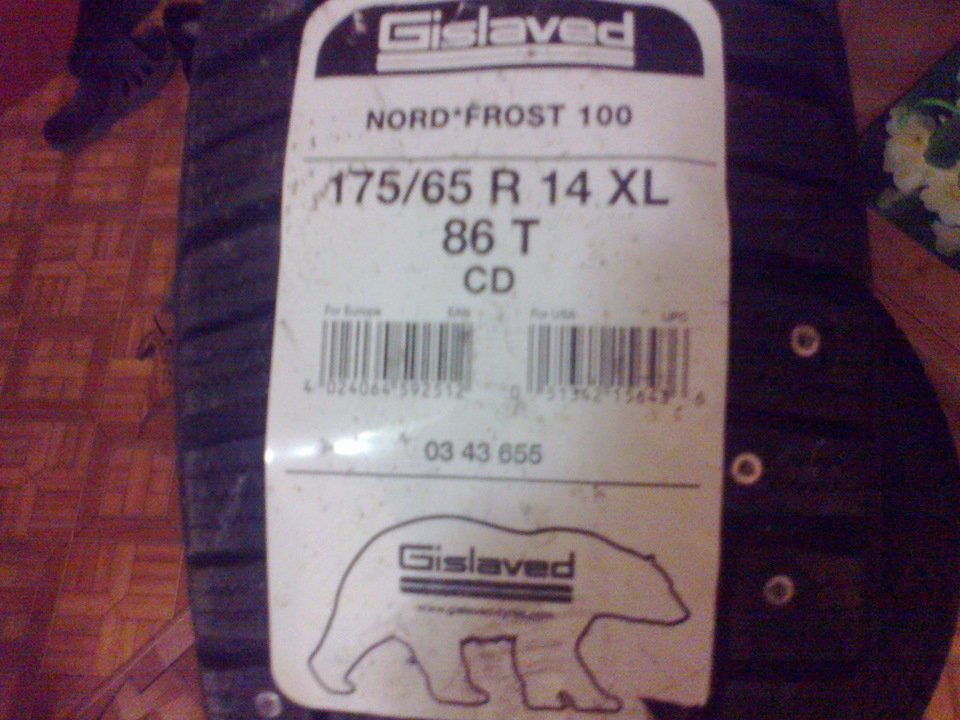 Gislaved
NORD*FROST 100
175/65 R 14 XL
86 T
CD
For Europe EAN For USA UPC
4 024064 592512 0 51342 15643 6
03 43 655
Gislaved